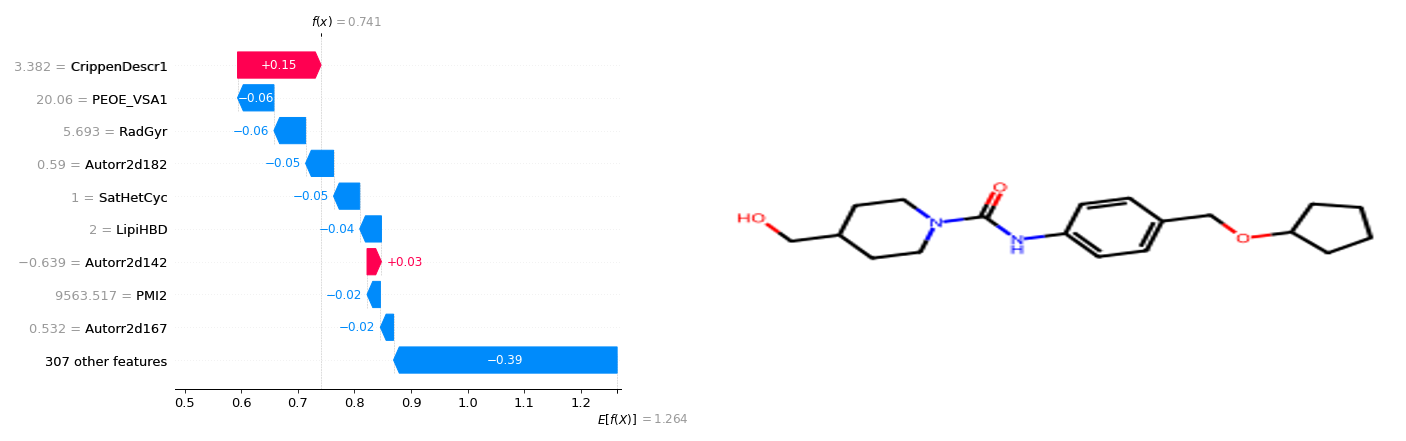 f(x) = 0.741
3.382 = CrippenDescr1
+0.15
20.06 = PEOE_VSA1
−0.06
5.693 = RadGyr
−0.06
0.59 = Autorr2d182
−0.05
1 = SatHetCyc
−0.05
2 = LipiHBD
−0.04
−0.639 = Autorr2d142
+0.03
9563.517 = PMI2
−0.02
0.532 = Autorr2d167
−0.02
307 other features
−0.39
0.5 0.6 0.7 0.8 0.9 1.0 1.1 1.2
E[f(X)] = 1.264
HO
N
O
N
H
O